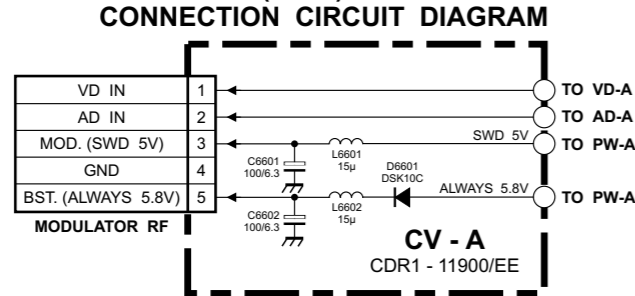 CONNECTION CIRCUIT DIAGRAM
VD IN 1 TO VD-A
AD IN 2 TO AD-A
MOD. (SWD 5V) 3 SWD 5V TO PW-A
C6601
100/6.3
L6601
15µ
D6601
DSK10C
GND 4
BST. (ALWAYS 5.8V) 5 ALWAYS 5.8V TO PW-A
C6602
100/6.3
L6602
15µ
MODULATOR RF
CV - A
CDR1 - 11900/EE